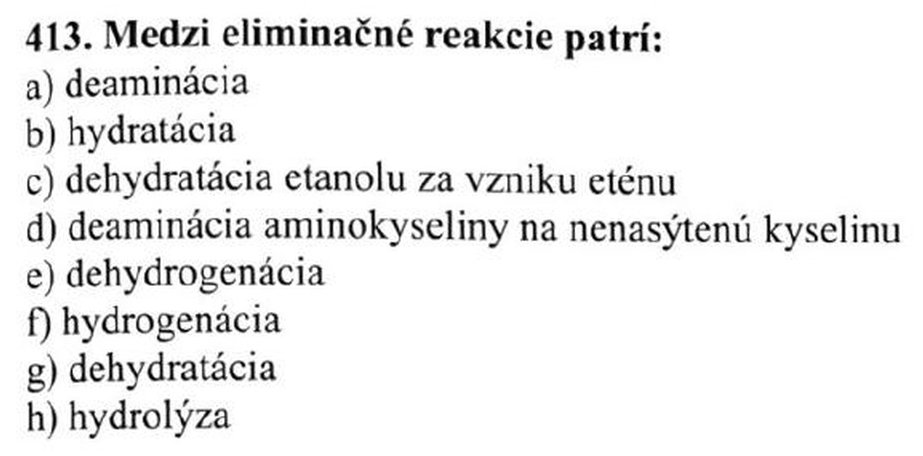 413. Medzi eliminačné reakcie patrí:
a) deaminácia
b) hydratácia
c) dehydratácia etanolu za vzniku eténu
d) deaminácia aminokyseliny na nenasýtenú kyselinu
e) dehydrogenácia
f) hydrogenácia
g) dehydratácia
h) hydrolýza